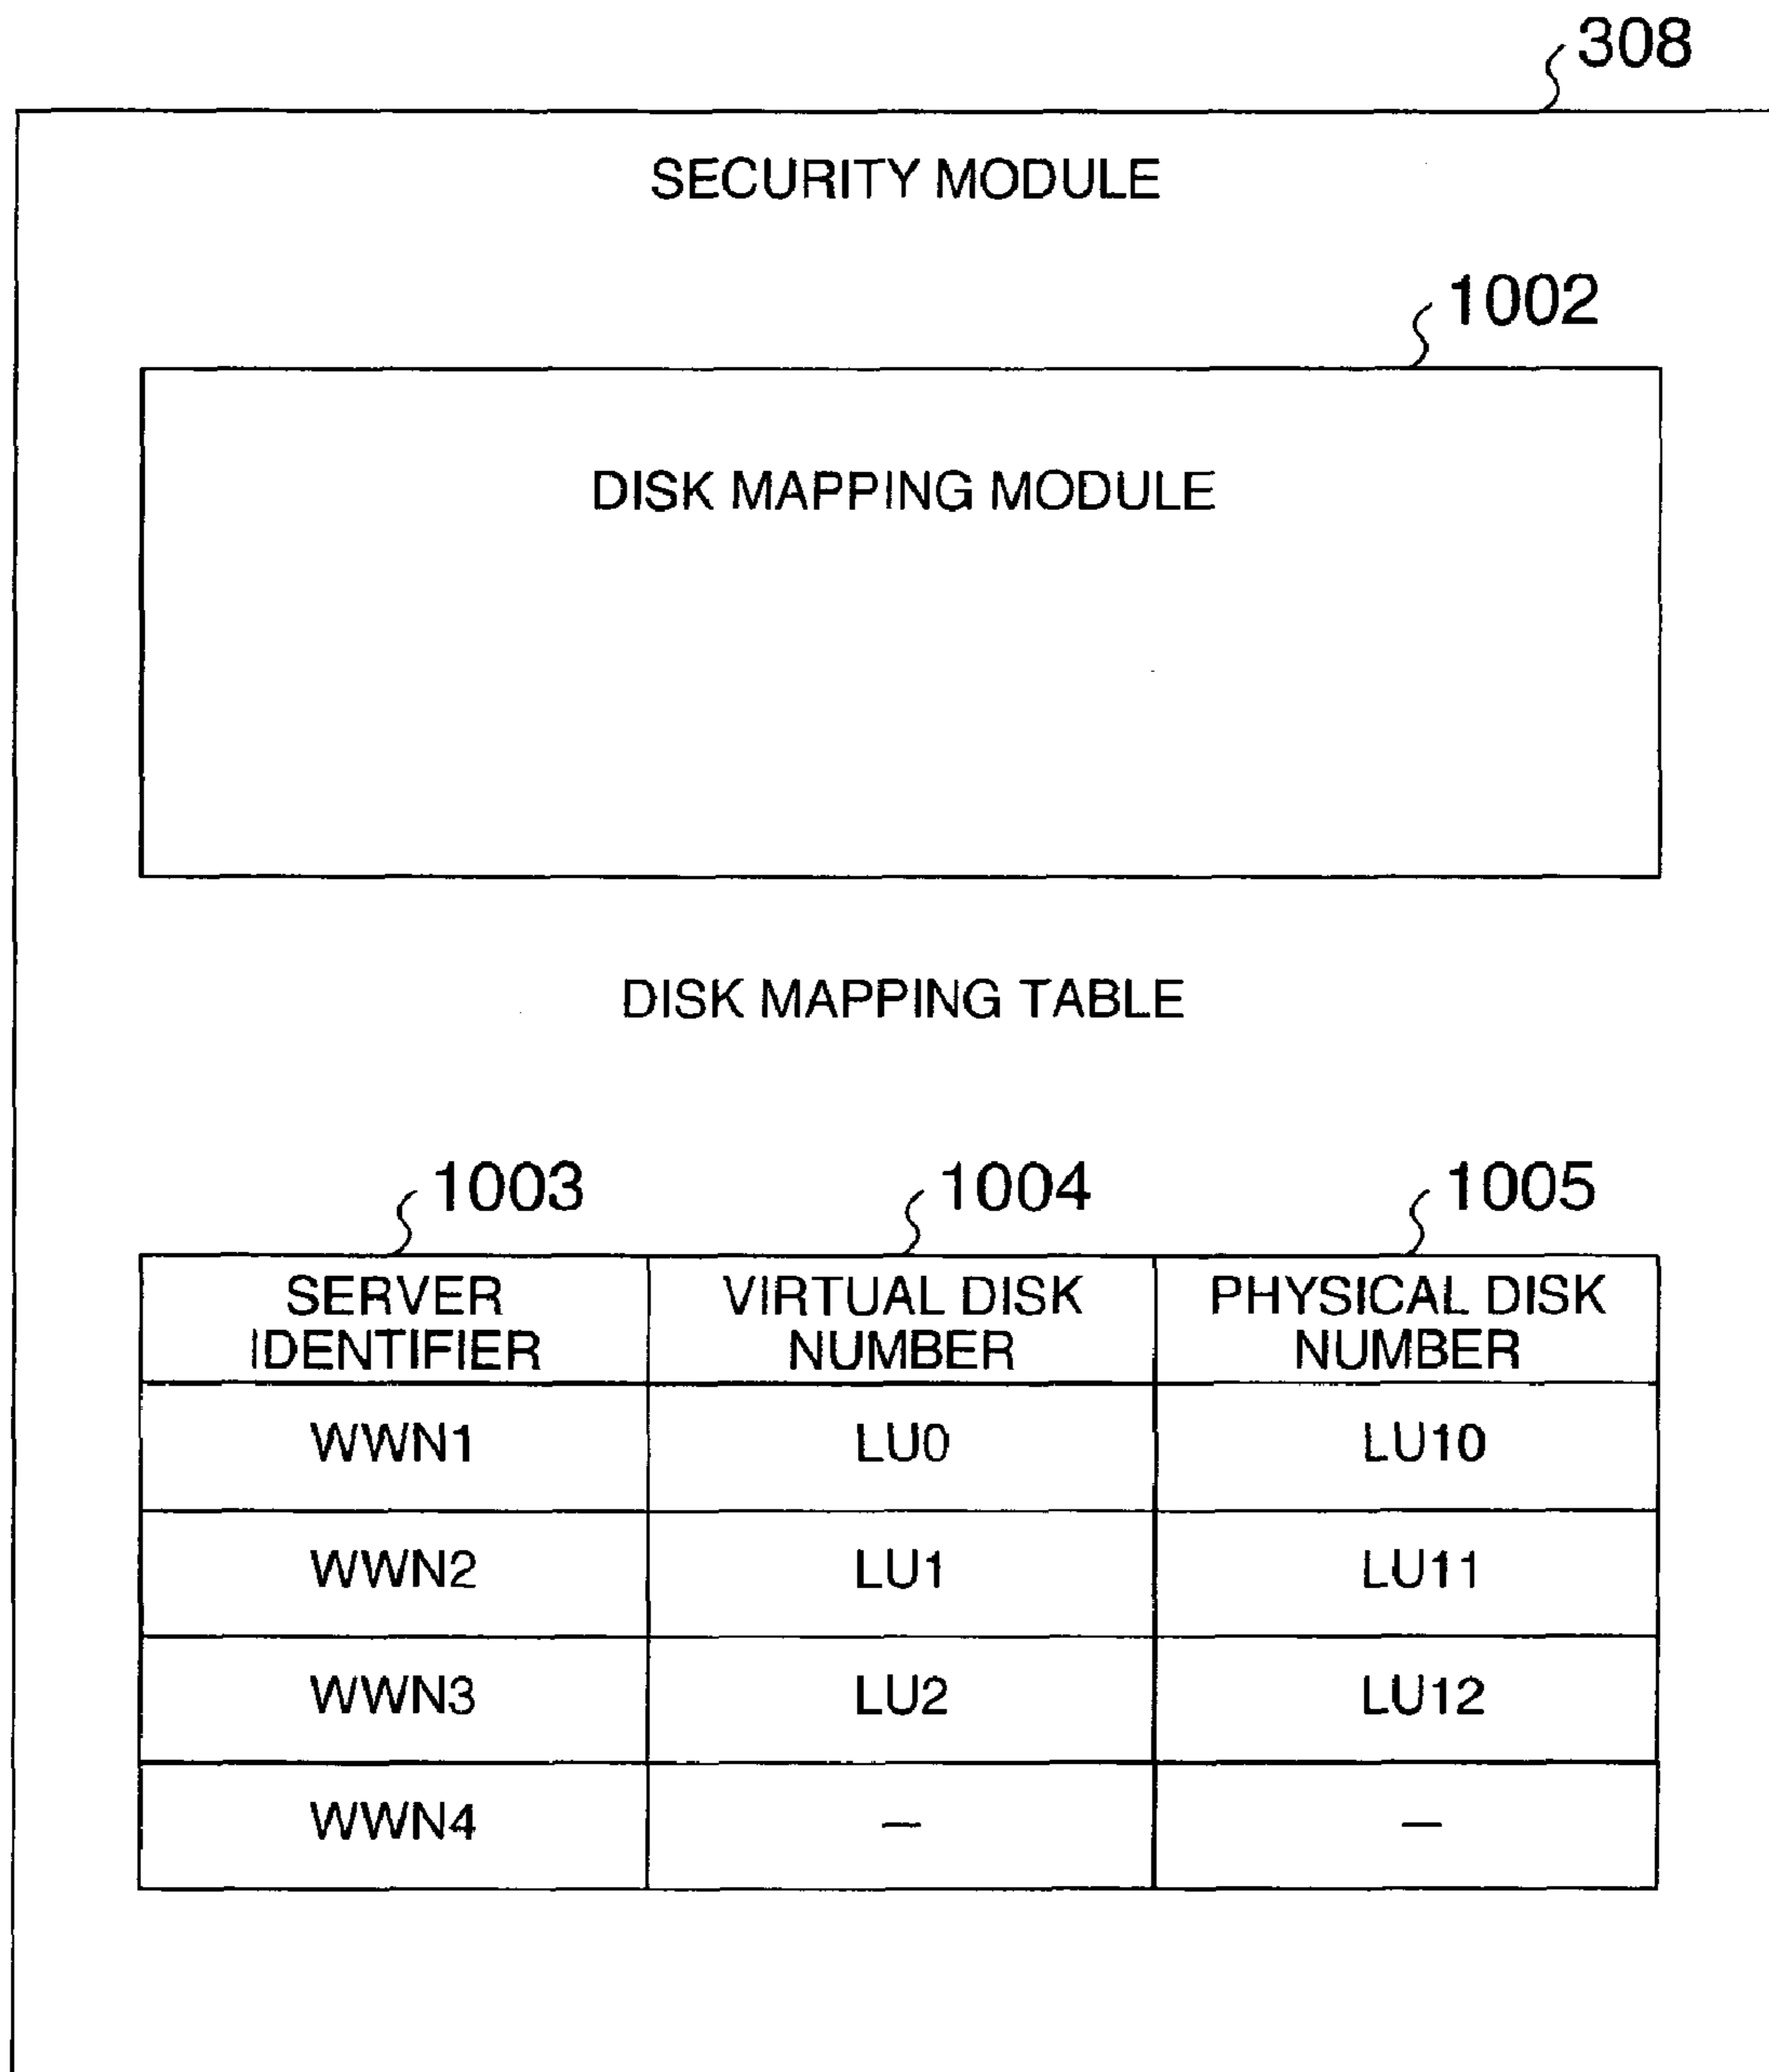 308
SECURITY MODULE
1002
DISK MAPPING MODULE
DISK MAPPING TABLE
1003 1004 1005
SERVER IDENTIFIER VIRTUAL DISK NUMBER PHYSICAL DISK NUMBER
WWN1 LU0 LU10
WWN2 LU1 LU11
WWN3 LU2 LU12
WWN4 – –